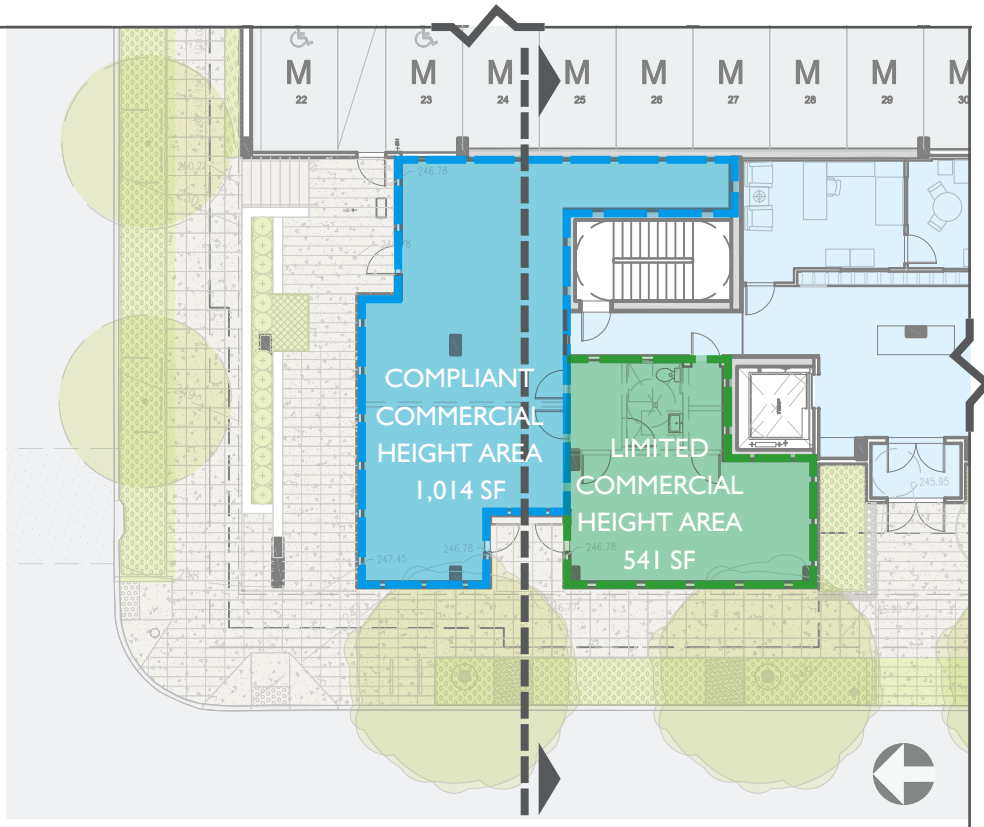 M M M M M M M M M
22 23 24 25 26 27 28 29 30
246.78
COMPLIANT
COMMERCIAL
HEIGHT AREA
1,014 SF
LIMITED
COMMERCIAL
HEIGHT AREA
541 SF
245.95
247.45
246.78
246.78